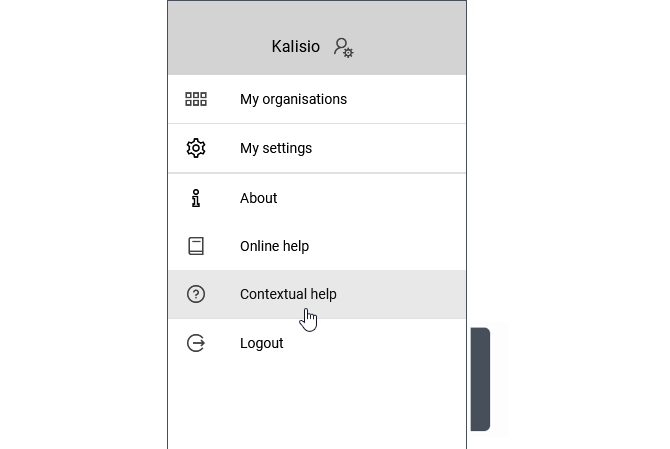 Kalisio
My organisations
My settings
About
Online help
Contextual help
Logout